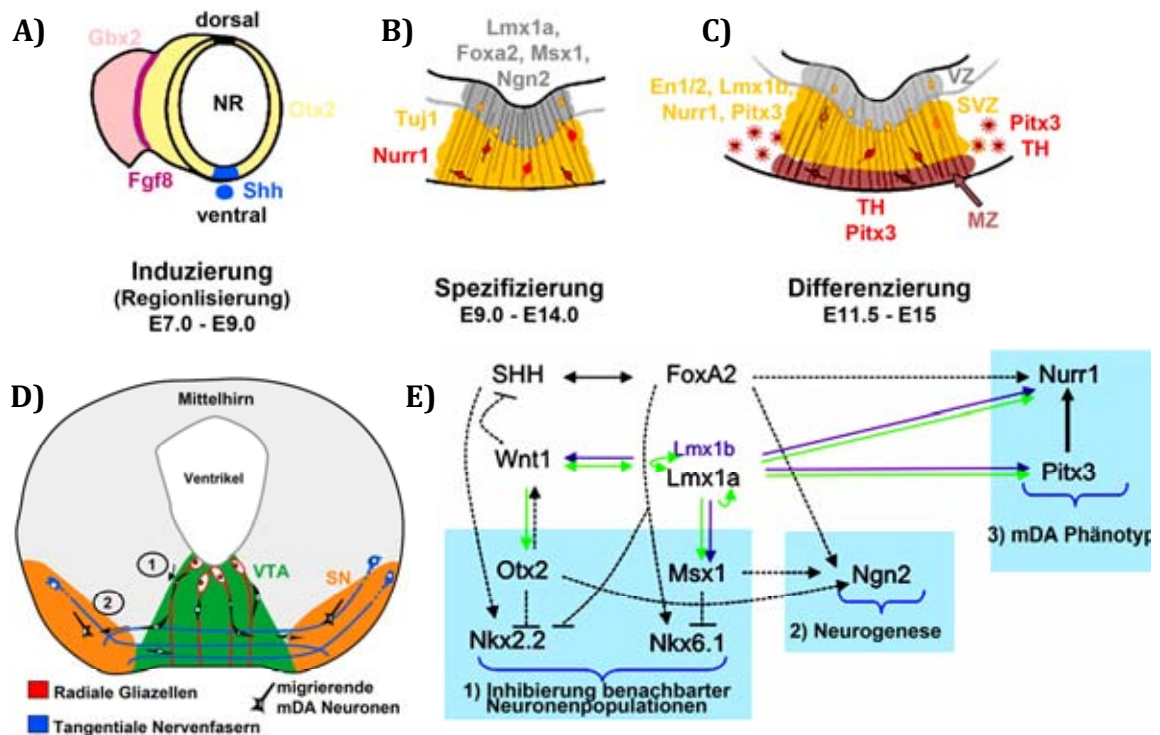 A)
dorsal
Gbx2
NR
Otx2
Fgf8
Shh
ventral
Induzierung
(Regionlisierung)
E7.0 - E9.0
B)
Lmx1a,
Foxa2, Msx1,
Ngn2
Tuj1
Nurr1
Spezifizierung
E9.0 - E14.0
C)
En1/2, Lmx1b,
Nurr1, Pitx3
VZ
SVZ
Pitx3
TH
TH
Pitx3
MZ
Differenzierung
E11.5 - E15
D)
Mittelhirn
Ventrikel
1
VTA
SN
2
Radiale Gliazellen
migrierende
mDA Neuronen
Tangentiale Nervenfasern
E)
SHH
FoxA2
Nurr1
Wnt1
Lmx1b
Lmx1a
Pitx3
3) mDA Phänotyp
Otx2
Msx1
Ngn2
Nkx2.2
Nkx6.1
2) Neurogenese
1) Inhibierung benachbarter
Neuronenpopulationen